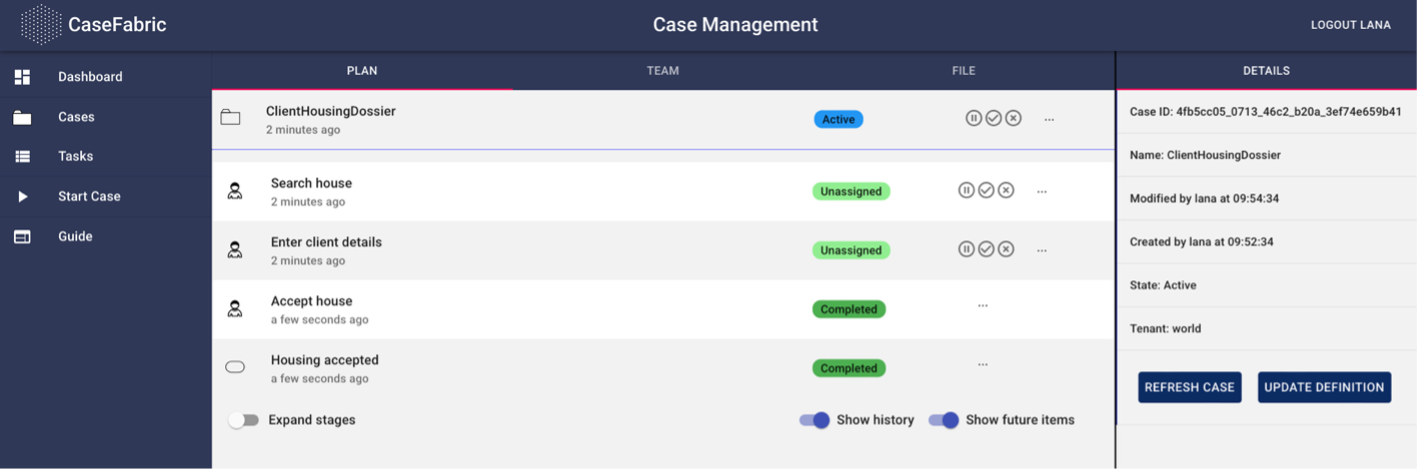 CaseFabric
Case Management
LOGOUT LANA
Dashboard
Cases
Tasks
Start Case
Guide
PLAN
TEAM
FILE
ClientHousingDossier
2 minutes ago
Active
...
Search house
2 minutes ago
Unassigned
...
Enter client details
2 minutes ago
Unassigned
...
Accept house
a few seconds ago
Completed
...
Housing accepted
a few seconds ago
Completed
...
Expand stages
Show history
Show future items
DETAILS
Case ID: 4fb5cc05_0713_46c2_b20a_3ef74e659b41
Name: ClientHousingDossier
Modified by lana at 09:54:34
Created by lana at 09:52:34
State: Active
Tenant: world
REFRESH CASE
UPDATE DEFINITION